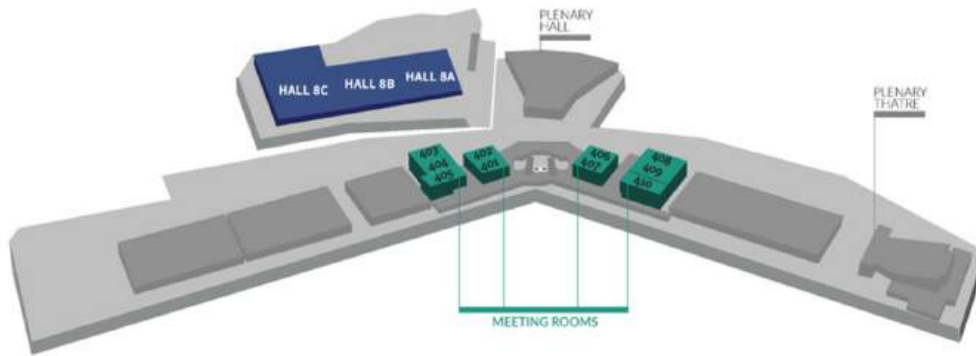 PLENARY
HALL
HALL 8C
HALL 8B
HALL 8A
PLENARY
THATRE
403
404
405
402
401
406
407
408
409
410
MEETING ROOMS